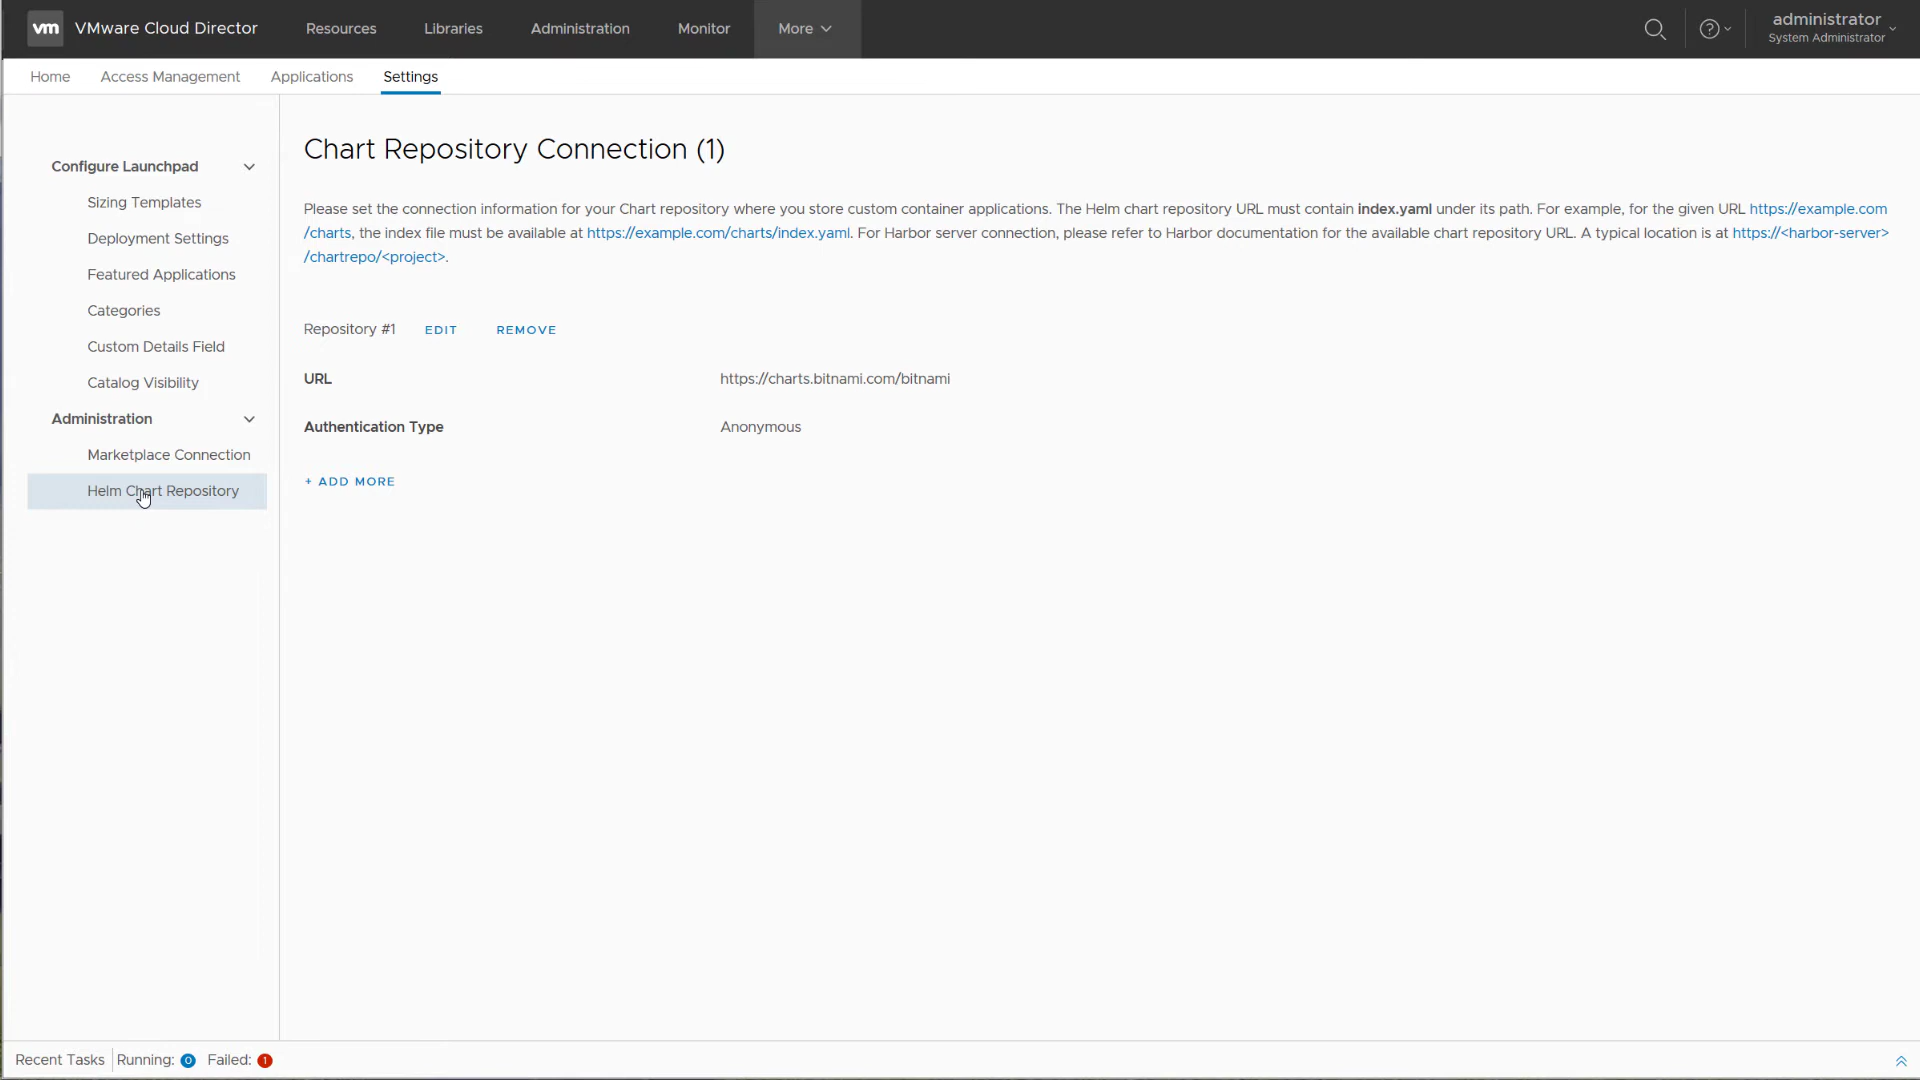 vm VMware Cloud Director Resources Libraries Administration Monitor More administrator
System Administrator
Home Access Management Applications Settings
Configure Launchpad
Sizing Templates
Deployment Settings
Featured Applications
Categories
Custom Details Field
Catalog Visibility
Administration
Marketplace Connection
Helm Chart Repository
Chart Repository Connection (1)
Please set the connection information for your Chart repository where you store custom container applications. The Helm chart repository URL must contain index.yaml under its path. For example, for the given URL https://example.com
/charts, the index file must be available at https://example.com/charts/index.yaml. For Harbor server connection, please refer to Harbor documentation for the available chart repository URL. A typical location is at https://<harbor-server>
/chartrepo/<project>.
Repository #1 EDIT REMOVE
URL https://charts.bitnami.com/bitnami
Authentication Type Anonymous
+ ADD MORE
Recent Tasks Running: 0 Failed: 1